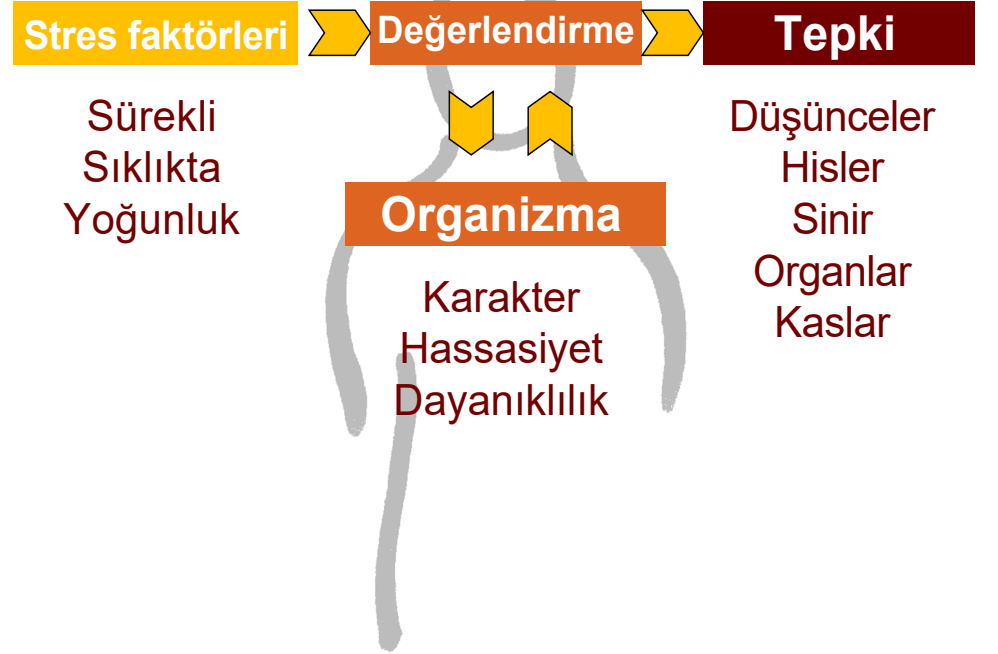 Stres faktörleri
Değerlendirme
Tepki
Sürekli
Sıklıkta
Yoğunluk
Organizma
Karakter
Hassasiyet
Dayanıklılık
Düşünceler
Hisler
Sinir
Organlar
Kaslar